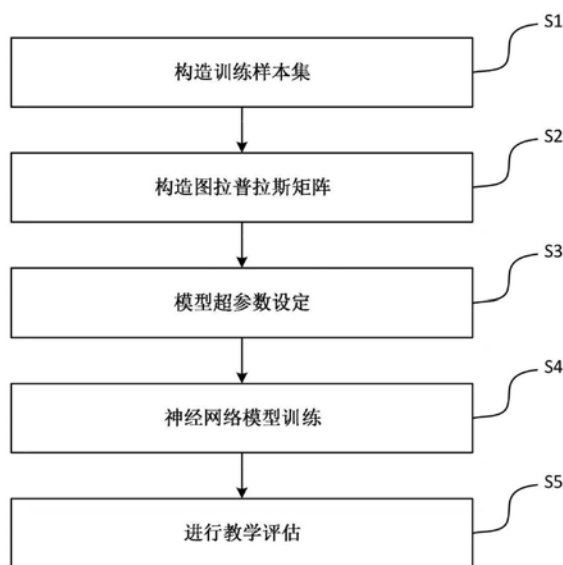 S1
构造训练样本集
S2
构造图拉普拉斯矩阵
S3
模型超参数设定
S4
神经网络模型训练
S5
进行教学评估